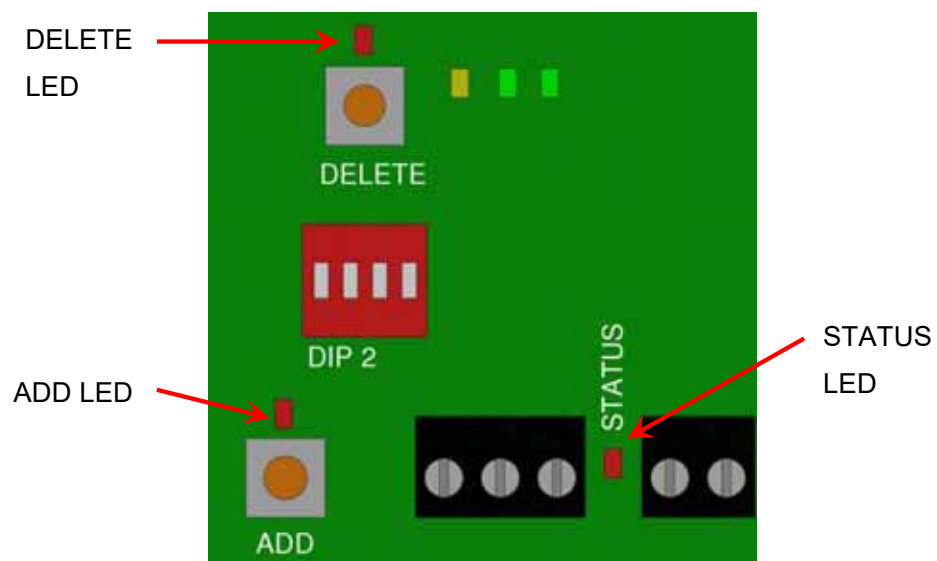 DELETE
LED
DELETE
DIP 2
STATUS
STATUS
LED
ADD LED
ADD